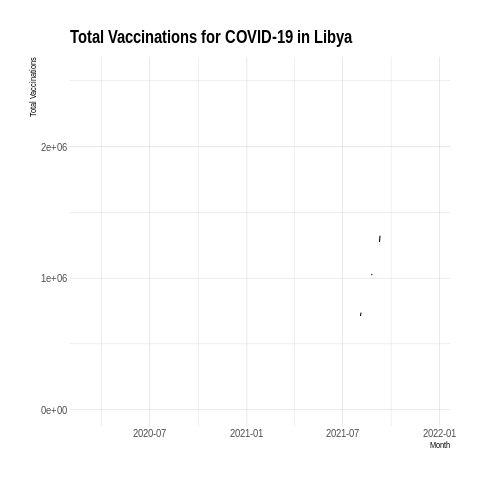 Total Vaccinations for COVID-19 in Libya
Total Vaccinations
2e+06
1e+06
0e+00
2020-07 2021-01 2021-07 2022-01
Month